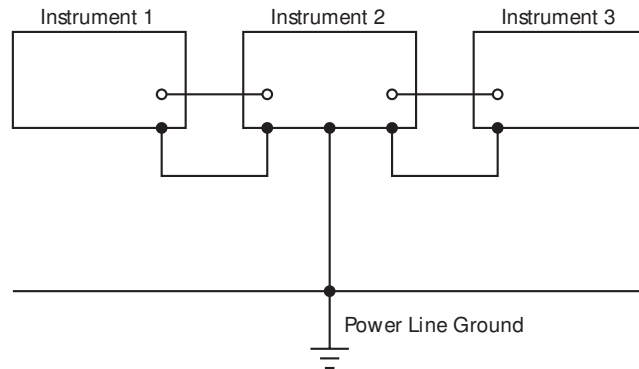 Instrument 1
Instrument 2
Instrument 3
Power Line Ground